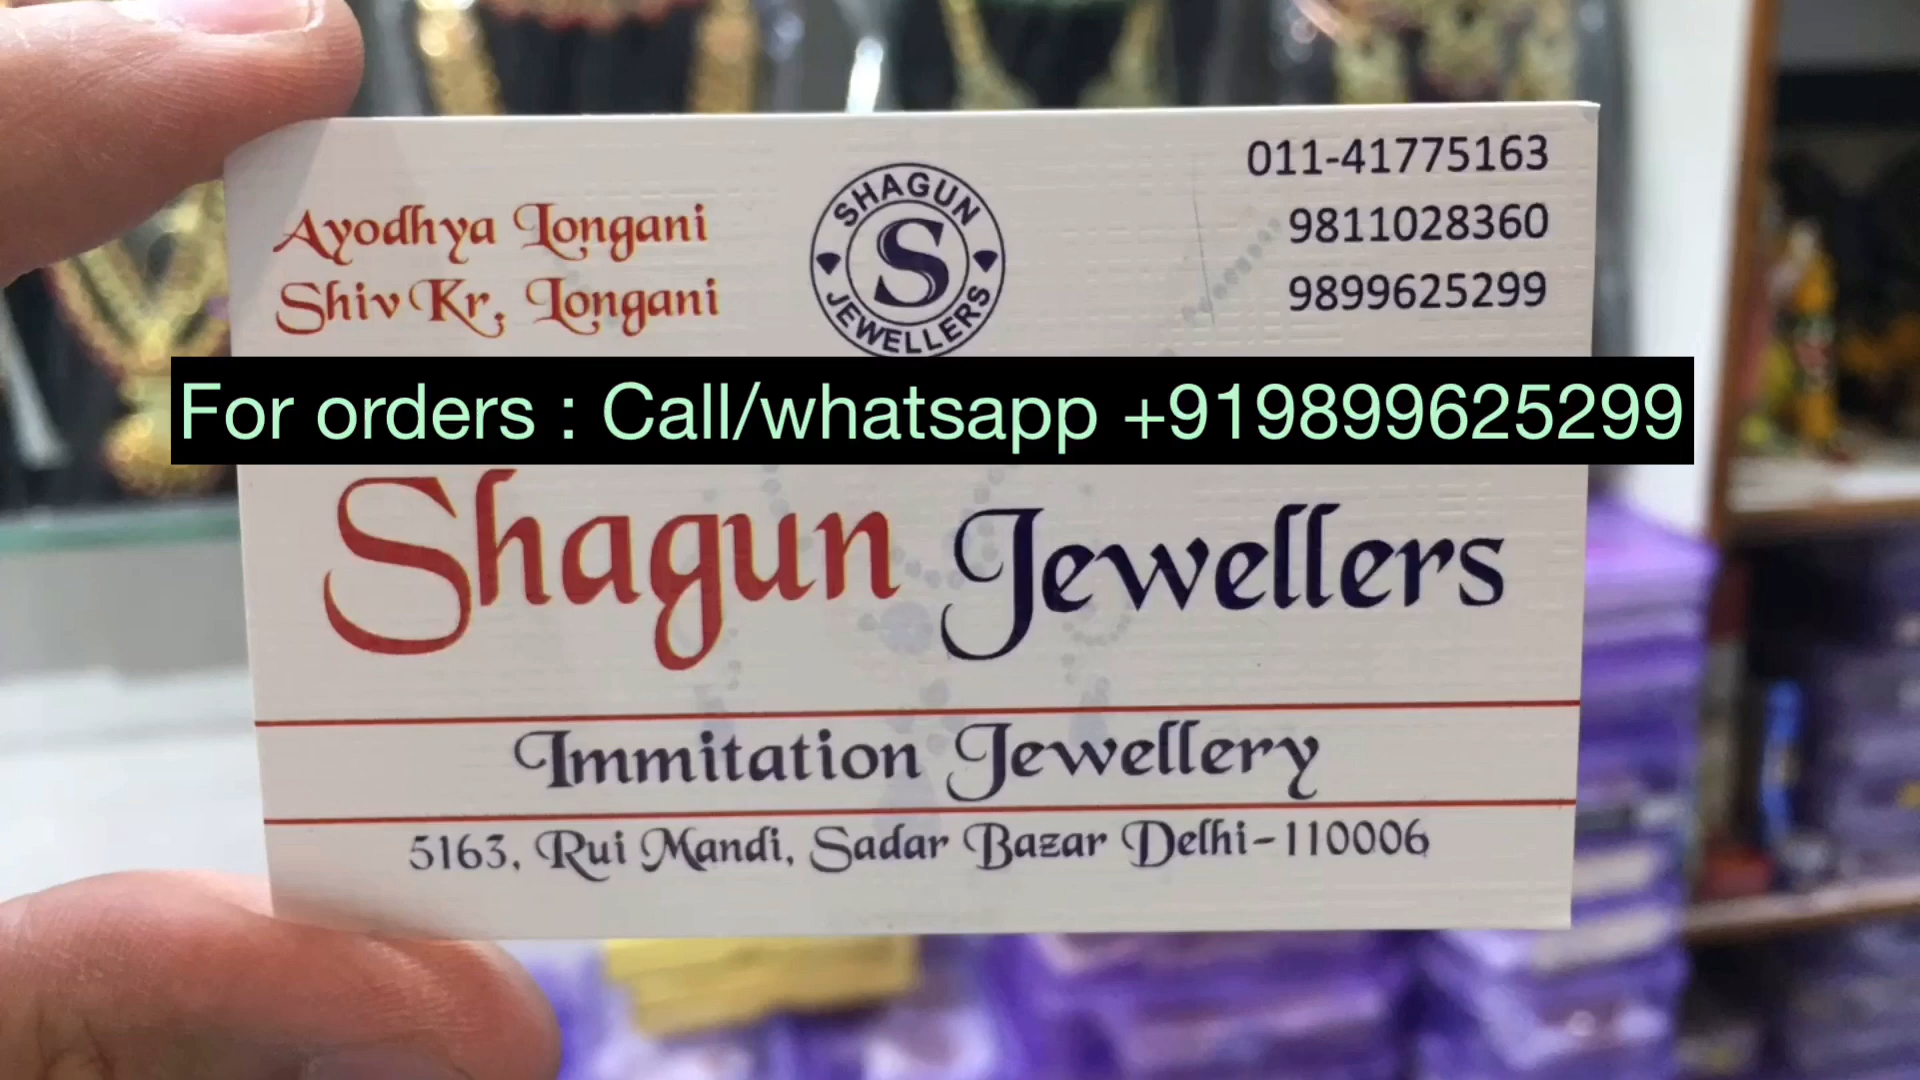 011-41775163
Ayodhya Longani
SHAGUN
S
JEWELLERS
9811028360
Shiv Kr. Longani
9899625299
For orders : Call/whatsapp +919899625299
Shagun Jewellers
Immitation Jewellery
5163, Rui Mandi, Sadar Bazar Delhi-110006